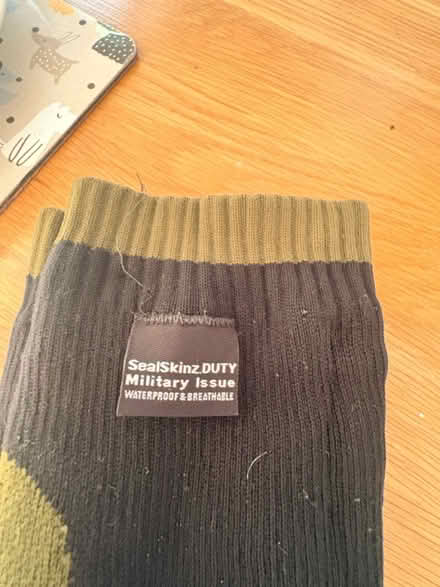 SealSkinz.DUTY
Military Issue
WATERPROOF & BREATHABLE